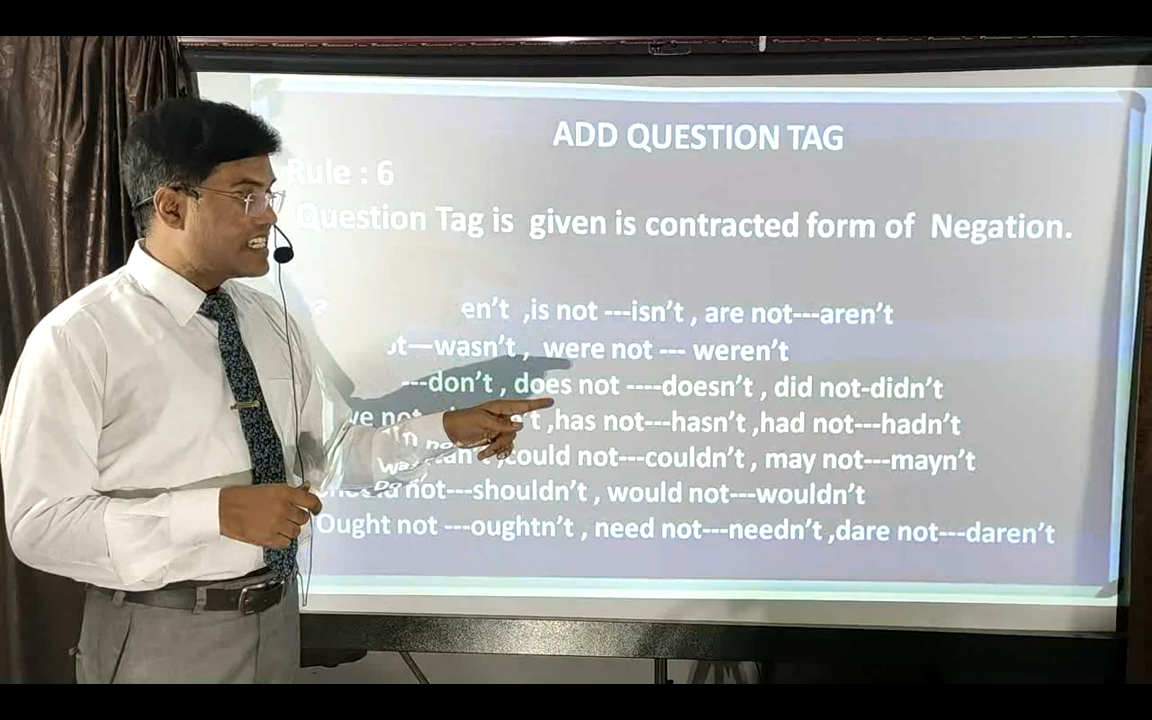 ADD QUESTION TAG
Rule : 6
Question Tag is given is contracted form of Negation.
en’t ,is not ---isn’t , are not---aren’t
wasn’t , were not --- weren’t
---don’t , does not ----doesn’t , did not-didn’t
not ,has not---hasn’t ,had not---hadn’t
,could not---couldn’t , may not---mayn’t
not---shouldn’t , would not---wouldn’t
Ought not ---oughtn’t , need not---needn’t ,dare not---daren’t